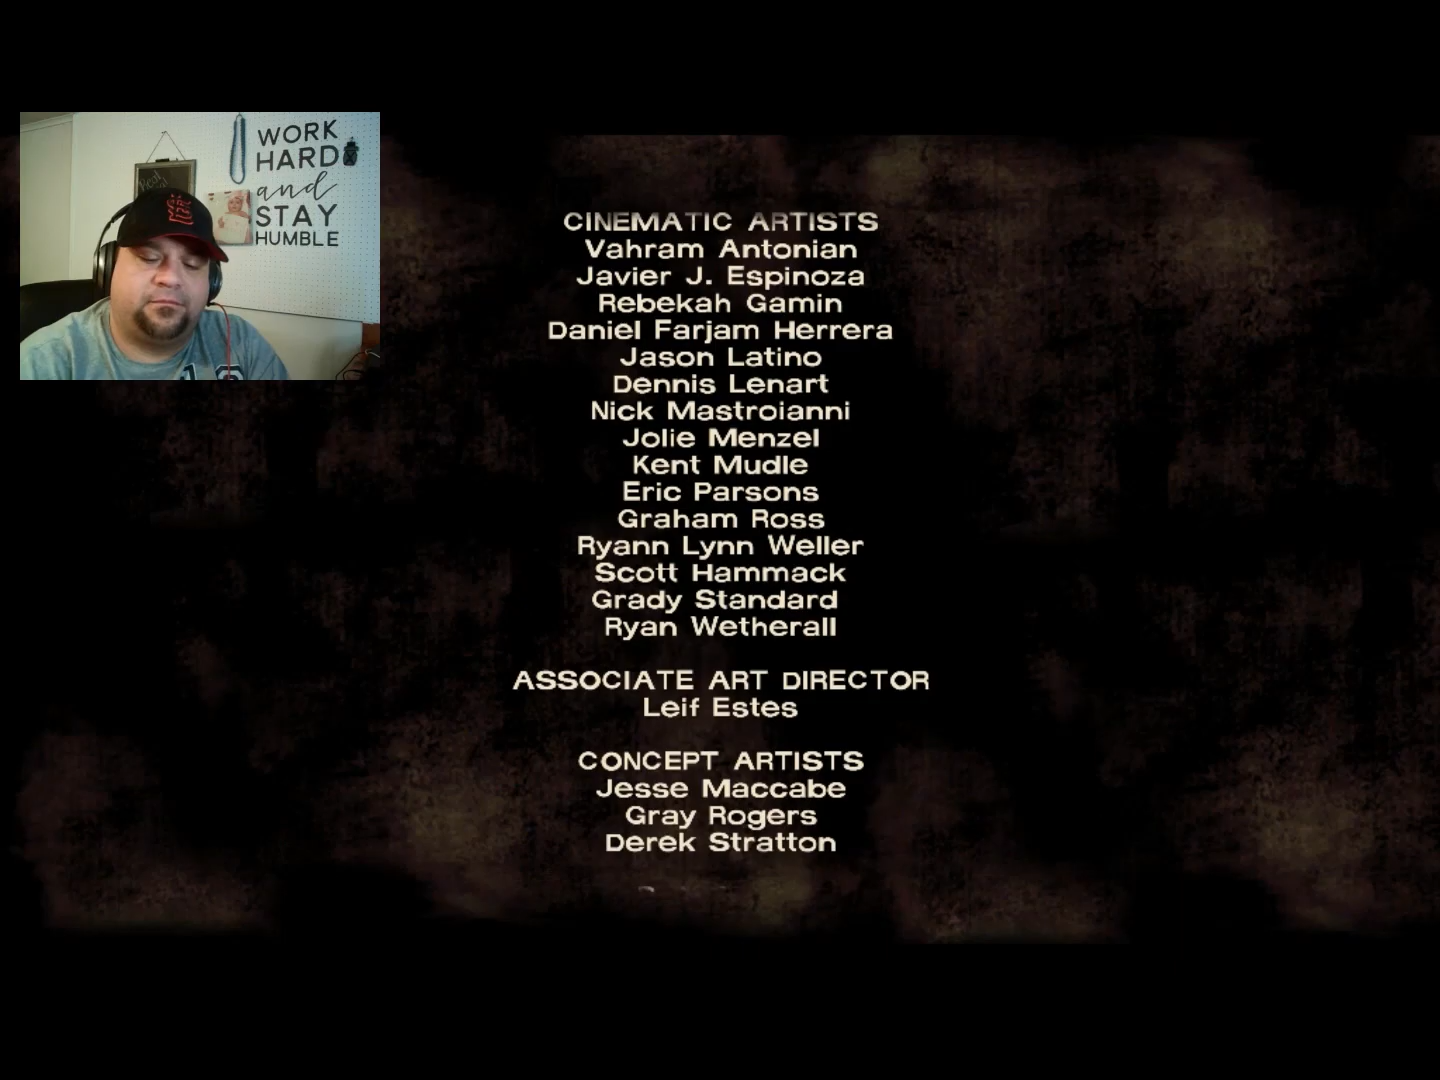 WORK
HARD
and
STAY
HUMBLE
CINEMATIC ARTISTS
Vahram Antonian
Javier J. Espinoza
Rebekah Gamin
Daniel Farjam Herrera
Jason Latino
Dennis Lenart
Nick Mastroianni
Jolie Menzel
Kent Mudle
Eric Parsons
Graham Ross
Ryann Lynn Weller
Scott Hammack
Grady Standard
Ryan Wetherall
ASSOCIATE ART DIRECTOR
Leif Estes
CONCEPT ARTISTS
Jesse Maccabe
Gray Rogers
Derek Stratton